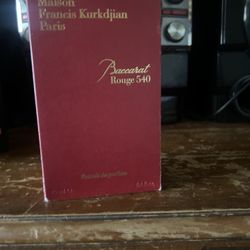 Maison
Francis Kurkdjian
Paris
Baccarat
Rouge 540
Extrait de parfum